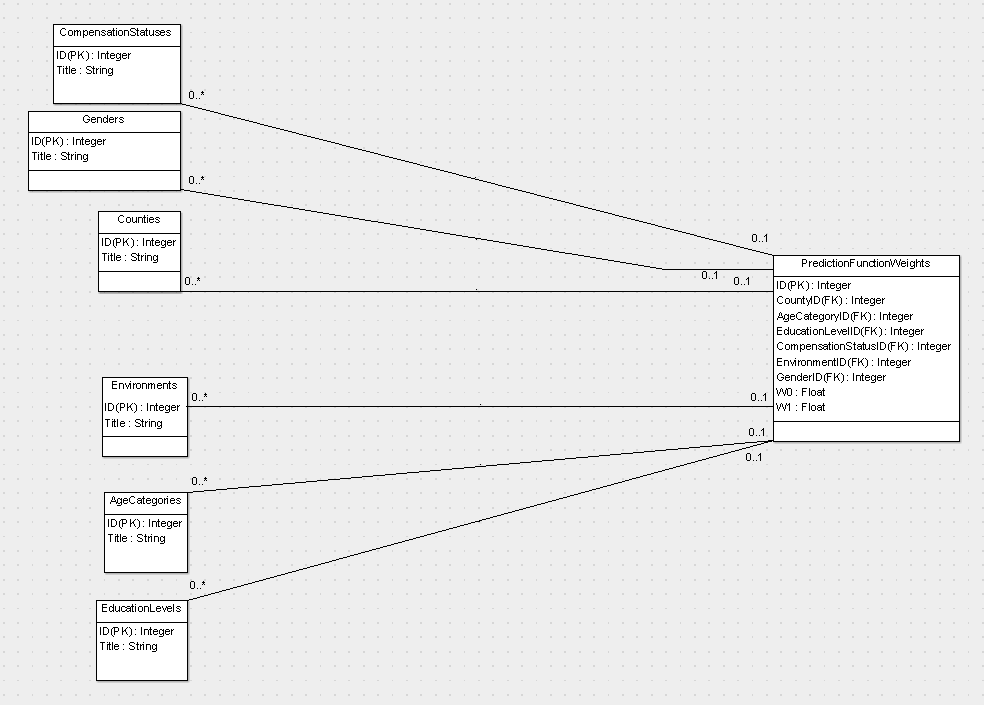 CompensationStatuses
ID(PK) : Integer
Title : String
0..*
Genders
ID(PK) : Integer
Title : String
0..*
Counties
ID(PK) : Integer
Title : String
0..*
0..1
0..1
0..1
PredictionFunctionWeights
ID(PK) : Integer
CountyID(FK) : Integer
AgeCategoryID(FK) : Integer
EducationLevelID(FK) : Integer
CompensationStatusID(FK) : Integer
EnvironmentID(FK) : Integer
GenderID(FK) : Integer
W0 : Float
W1 : Float
Environments
ID(PK) : Integer
Title : String
0..*
0..1
0..1
0..1
AgeCategories
ID(PK) : Integer
Title : String
0..*
EducationLevels
ID(PK) : Integer
Title : String
0..*